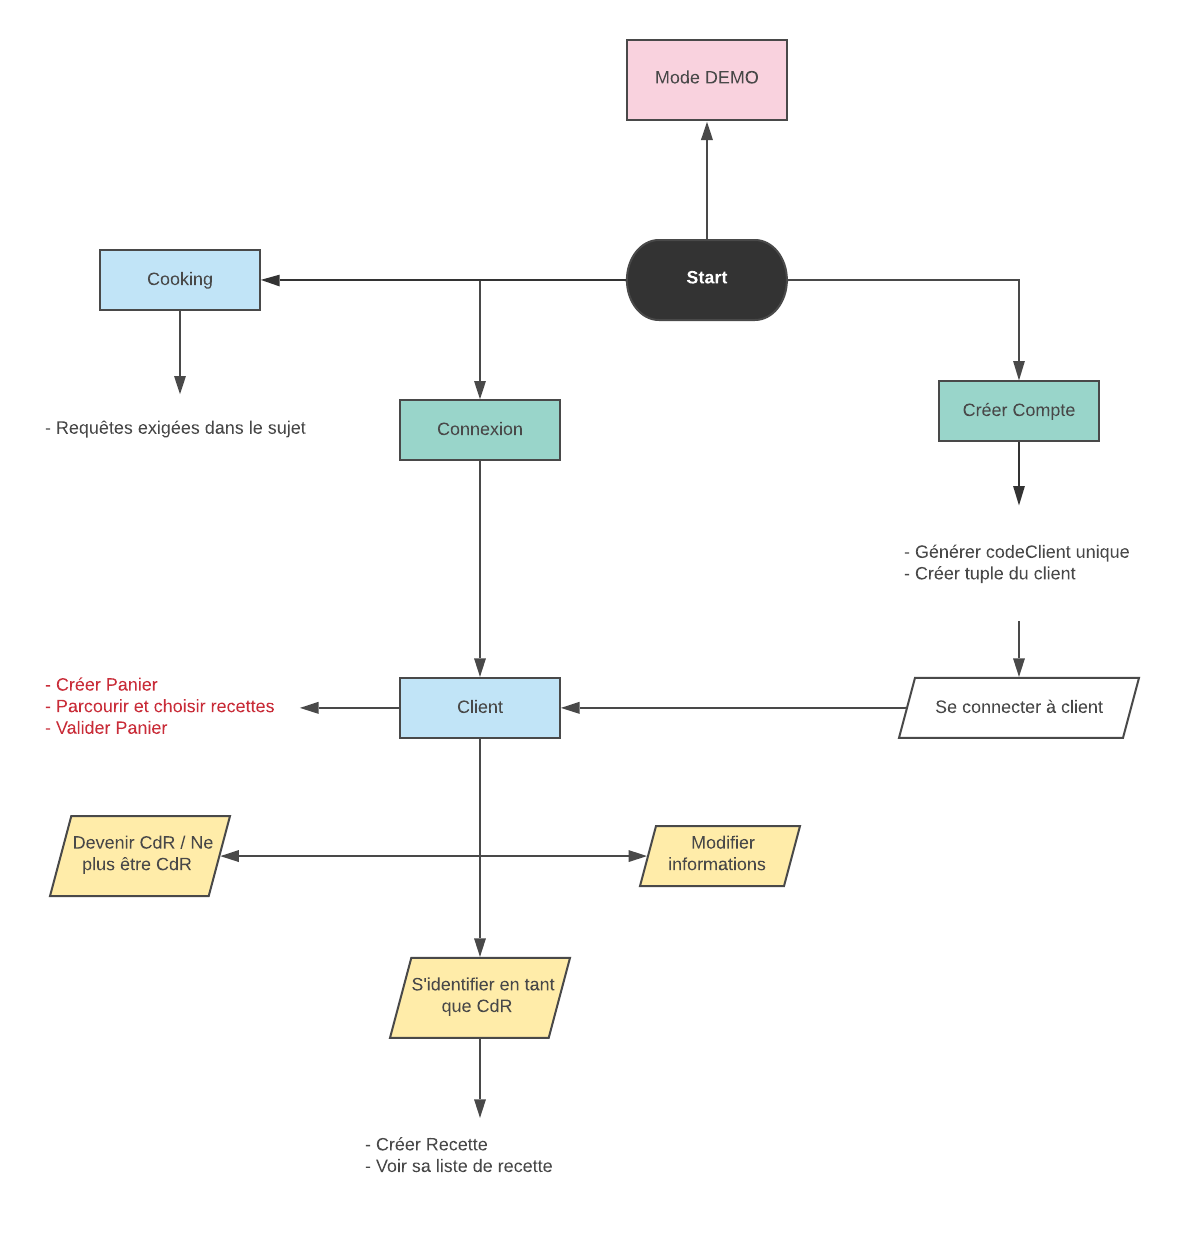 Mode DEMO
Cooking
Start
- Requêtes exigées dans le sujet
Connexion
Créer Compte
- Générer codeClient unique
- Créer tuple du client
- Créer Panier
- Parcourir et choisir recettes
- Valider Panier
Client
Se connecter à client
Devenir CdR / Ne
plus être CdR
Modifier
informations
S'identifier en tant
que CdR
- Créer Recette
- Voir sa liste de recette